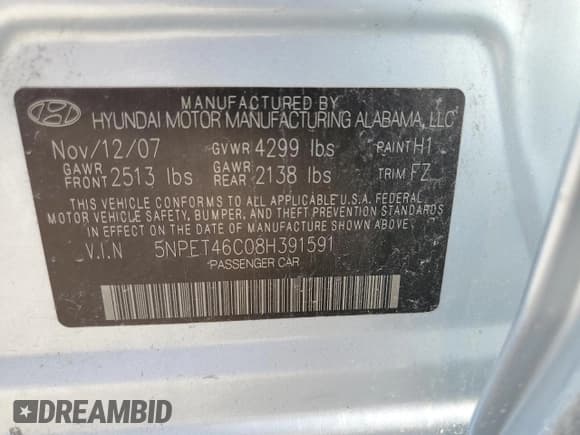 MANUFACTURED BY
HYUNDAI MOTOR MANUFACTURING ALABAMA, LLC
Nov/12/07 GVWR 4299 lbs PAINT H1
GAWR FRONT 2513 lbs GAWR REAR 2138 lbs TRIM FZ
THIS VEHICLE CONFORMS TO ALL APPLICABLE U.S.A. FEDERAL
MOTOR VEHICLE SAFETY, BUMPER, AND THEFT PREVENTION STANDARDS
IN EFFECT ON THE DATE OF MANUFACTURE SHOWN ABOVE.
V.I.N 5NPET46C08H391591
PASSENGER CAR
DREAMBID